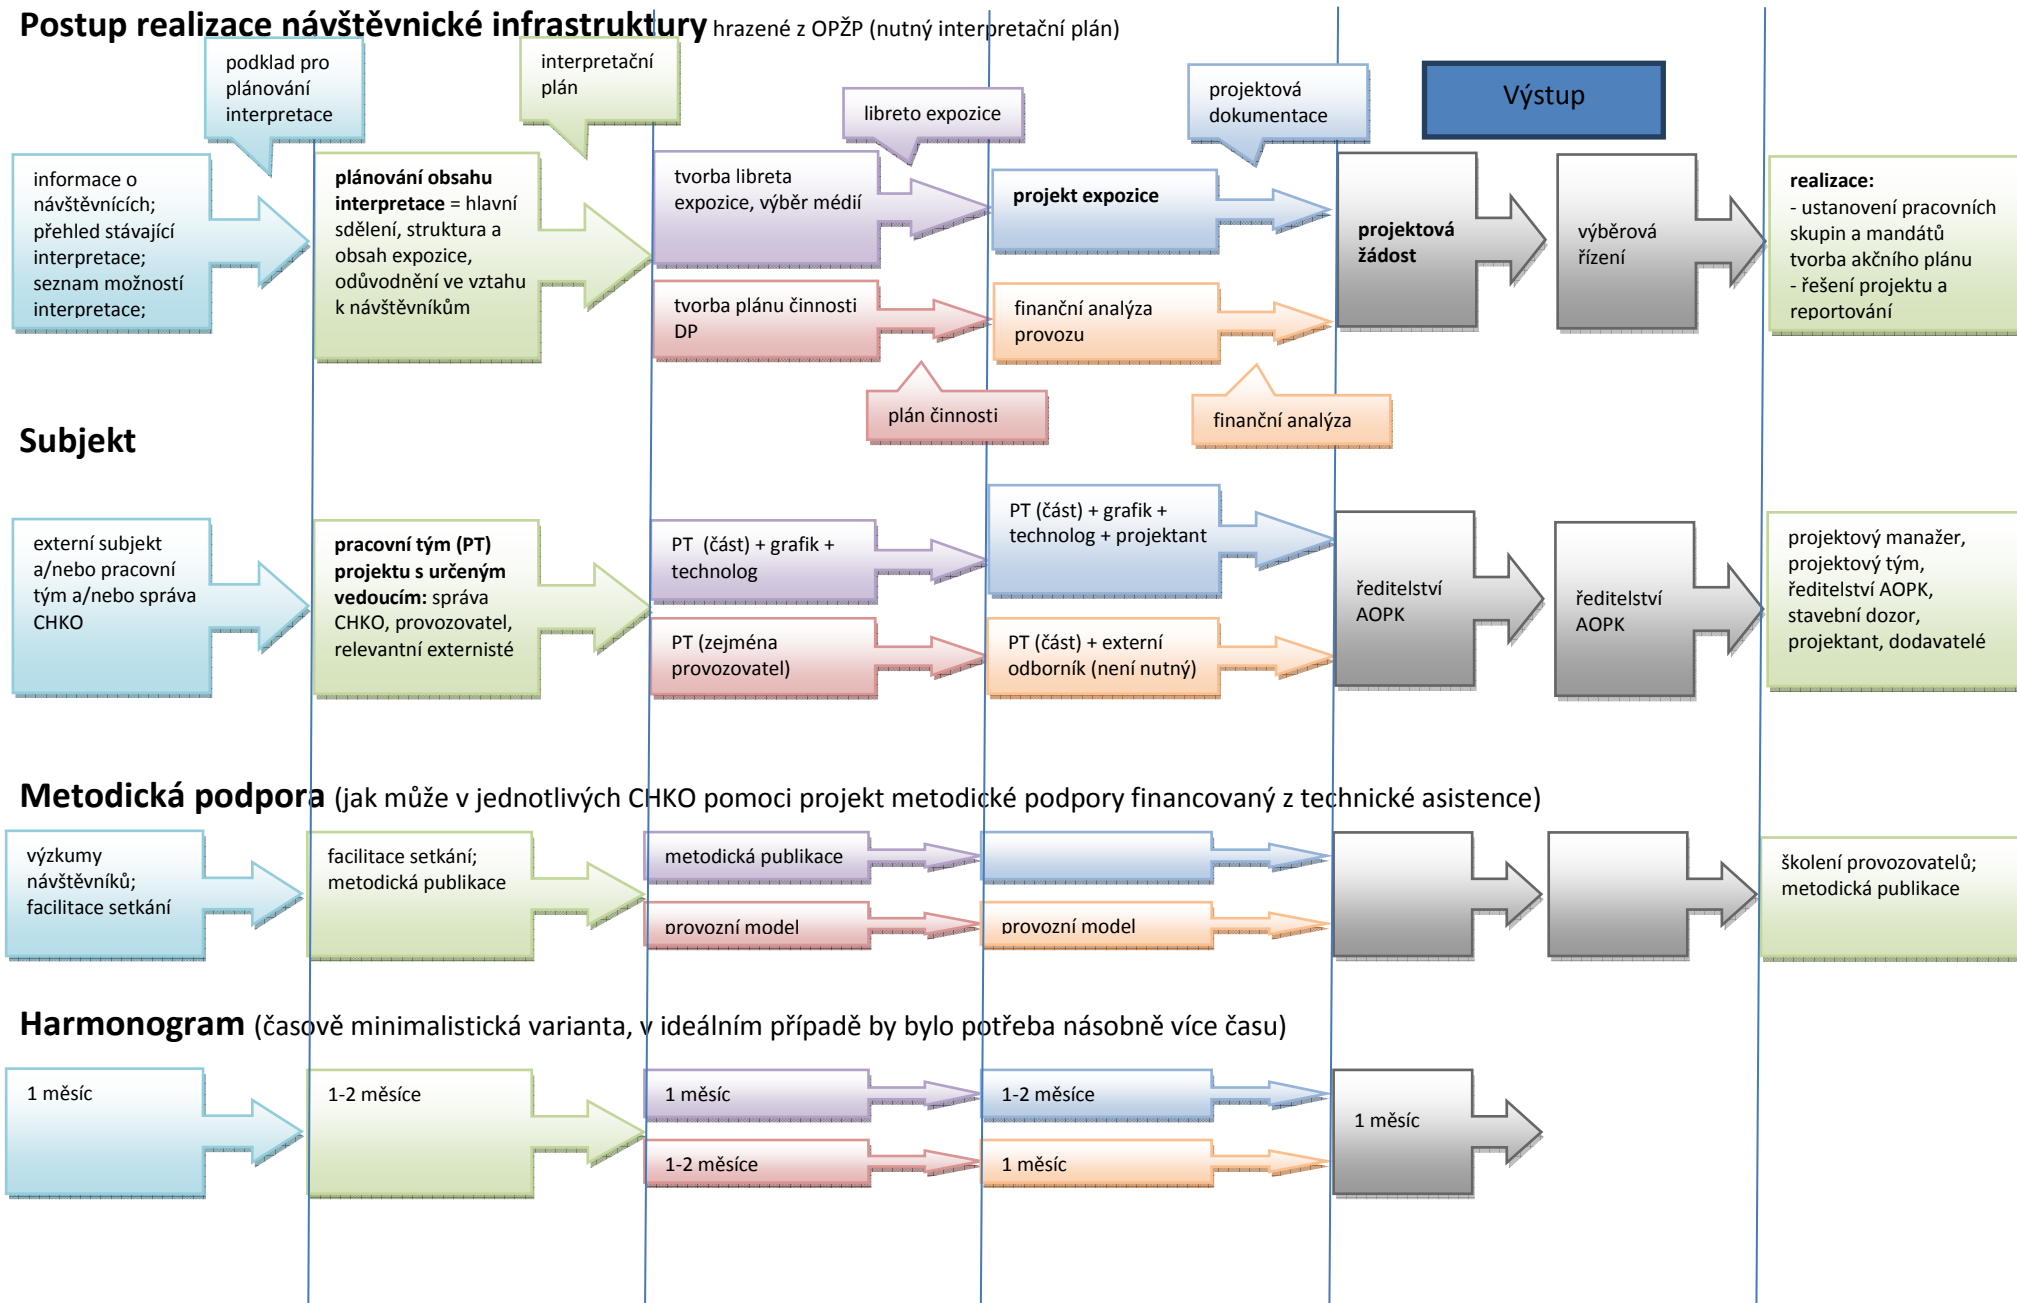 Postup realizace návštěvnické infrastruktury hrazené z OPŽP (nutný interpretační plán)
podklad pro
plánování
interpretace
interpretační
plán
libreto expozice
projektová
dokumentace
Výstup
informace o
návštěvnících;
přehled stávající
interpretace;
seznam možností
interpretace;
plánování obsahu
interpretace = hlavní
sdělení, struktura a
obsah expozice,
odůvodnění ve vztahu
k návštěvníkům
tvorba libreta
expozice, výběr médií
tvorba plánu činnosti
DP
projekt expozice
finanční analýza
provozu
projektová
žádost
výběrová
řízení
realizace:
- ustanovení pracovních
skupin a mandátů
tvorba akčního plánu
- řešení projektu a
reportování
plán činnosti
finanční analýza
Subjekt
externí subjekt
a/nebo pracovní
tým a/nebo správa
CHKO
pracovní tým (PT)
projektu s určeným
vedoucím: správa
CHKO, provozovatel,
relevantní externisté
PT (část) + grafik +
technolog
PT (zejména
provozovatel)
PT (část) + grafik +
technolog + projektant
PT (část) + externí
odborník (není nutný)
ředitelství
AOPK
ředitelství
AOPK
projektový manažer,
projektový tým,
ředitelství AOPK,
stavební dozor,
projektant, dodavatelé
Metodická podpora (jak může v jednotlivých CHKO pomoci projekt metodické podpory financovaný z technické asistence)
výzkumy
návštěvníků;
facilitace setkání
facilitace setkání;
metodická publikace
metodická publikace
provozní model
provozní model
školení provozovatelů;
metodická publikace
Harmonogram (časově minimalistická varianta, v ideálním případě by bylo potřeba násobně více času)
1 měsíc
1-2 měsíce
1 měsíc
1-2 měsíce
1-2 měsíce
1 měsíc
1 měsíc